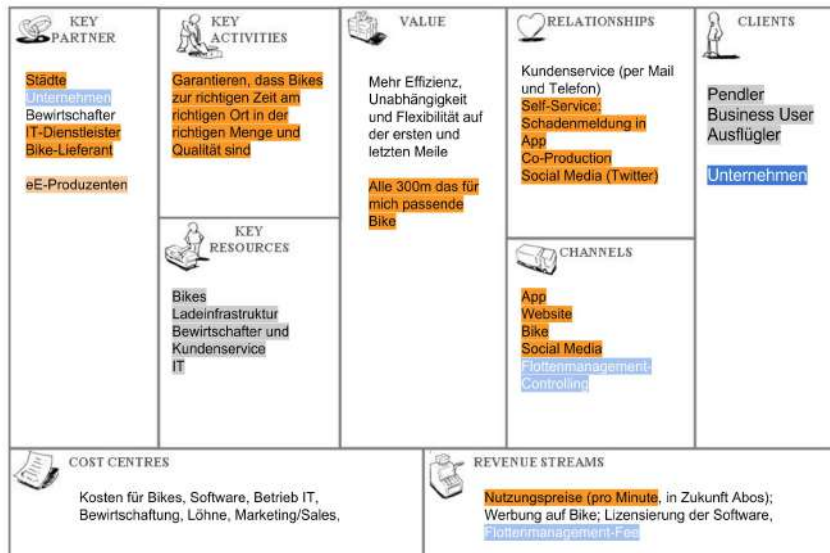 KEY
PARTNER
Städte
Unternehmen
Bewirtschafter
IT-Dienstleister
Bike-Lieferant
eE-Produzenten
KEY
ACTIVITIES
Garantieren, dass Bikes
zur richtigen Zeit am
richtigen Ort in der
richtigen Menge und
Qualität sind
KEY
RESOURCES
Bikes
Ladeinfrastruktur
Bewirtschafter und
Kundenservice
IT
VALUE
Mehr Effizienz,
Unabhängigkeit
und Flexibilität auf
der ersten und
letzten Meile
Alle 300m das für
mich passende
Bike
RELATIONSHIPS
Kundenservice (per Mail
und Telefon)
Self-Service:
Schadenmeldung in
App
Co-Production
Social Media (Twitter)
CHANNELS
App
Website
Bike
Social Media
Flottenmanagement-
Controlling
CLIENTS
Pendler
Business User
Ausflügler
Unternehmen
COST CENTRES
Kosten für Bikes, Software, Betrieb IT,
Bewirtschaftung, Löhne, Marketing/Sales,
REVENUE STREAMS
Nutzungspreise (pro Minute, in Zukunft Abos);
Werbung auf Bike; Lizensierung der Software,
Flottenmanagement-Fee